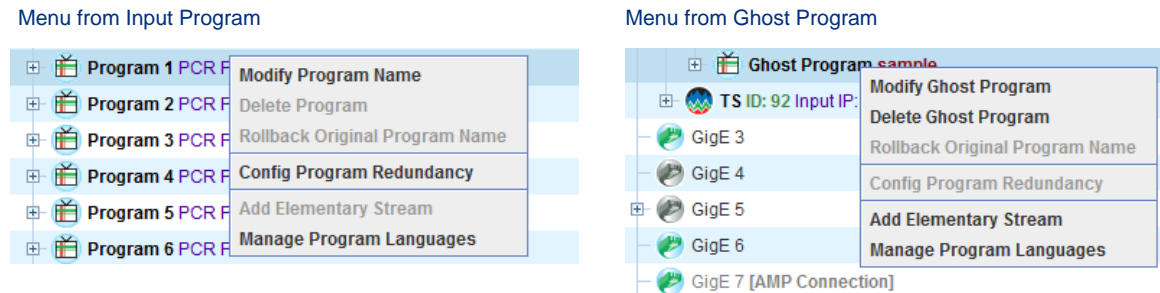 Menu from Input Program
Program 1 PCR
Program 2 PCR
Program 3 PCR
Program 4 PCR
Program 5 PCR
Program 6 PCR
Modify Program Name
Delete Program
Rollback Original Program Name
Config Program Redundancy
Add Elementary Stream
Manage Program Languages
Menu from Ghost Program
Ghost Program sample
TS ID: 92 Input IP:
GigE 3
GigE 4
GigE 5
GigE 6
GigE 7 [AMP Connection]
Modify Ghost Program
Delete Ghost Program
Rollback Original Program Name
Config Program Redundancy
Add Elementary Stream
Manage Program Languages